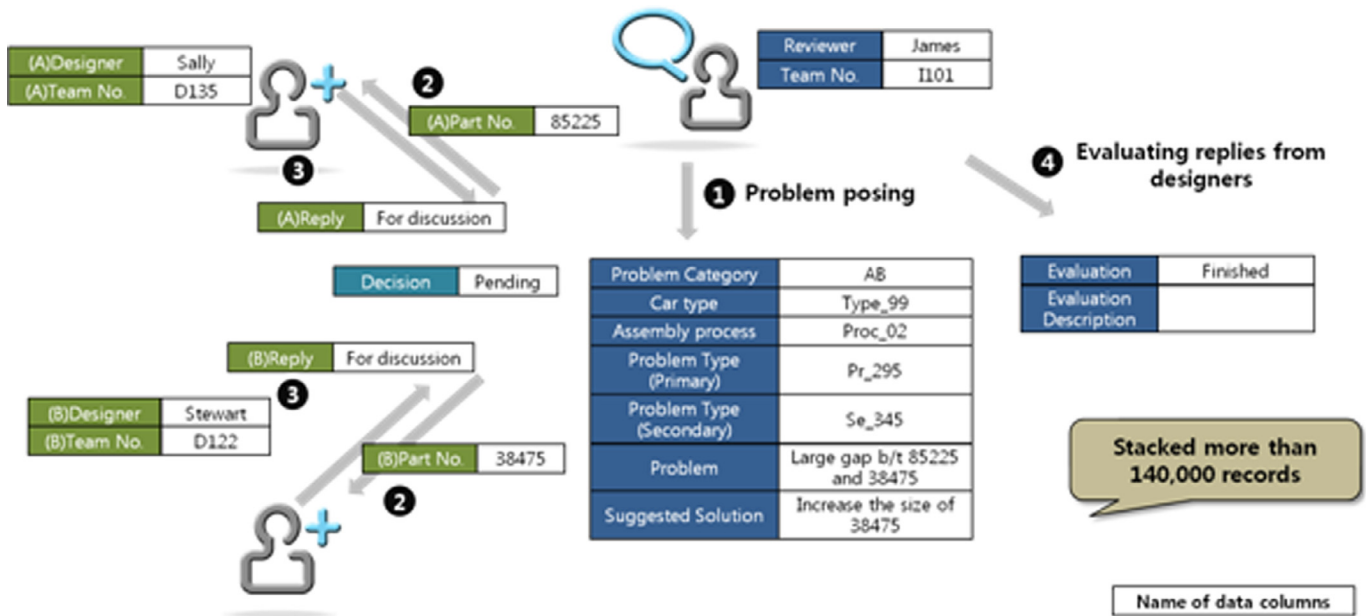 (A)Designer Sally
(A)Team No. D135
2
(A)Part No. 85225
3
(A)Reply For discussion
Decision Pending
(B)Reply For discussion
3
(B)Designer Stewart
(B)Team No. D122
(B)Part No. 38475
2
Reviewer James
Team No. I101
1 Problem posing
Problem Category AB
Car type Type_99
Assembly process Proc_02
Problem Type
(Primary) Pr_295
Problem Type
(Secondary) Se_345
Problem Large gap b/t 85225
and 38475
Suggested Solution Increase the size of
38475
4 Evaluating replies from
designers
Evaluation Finished
Evaluation
Description
Stacked more than
140,000 records
Name of data columns